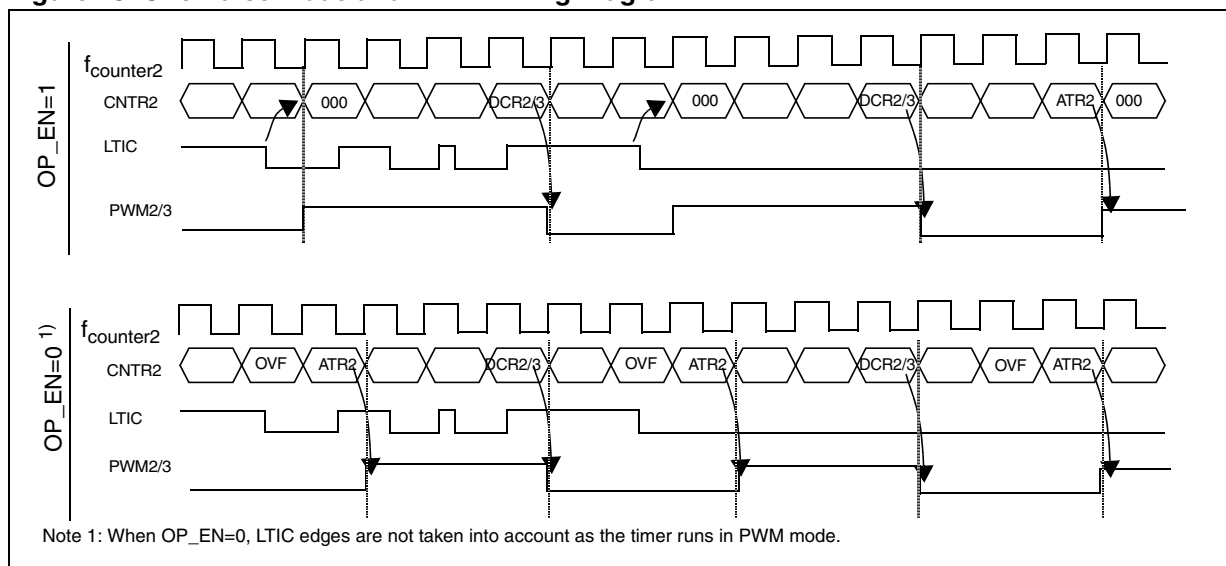 OP_EN=1
fcounter2
CNTR2
000
DCR2/3
000
DCR2/3
ATR2
000
LTIC
PWM2/3
OP_EN=0 1)
fcounter2
CNTR2
OVF
ATR2
DCR2/3
OVF
ATR2
DCR2/3
OVF
ATR2
LTIC
PWM2/3
Note 1: When OP_EN=0, LTIC edges are not taken into account as the timer runs in PWM mode.